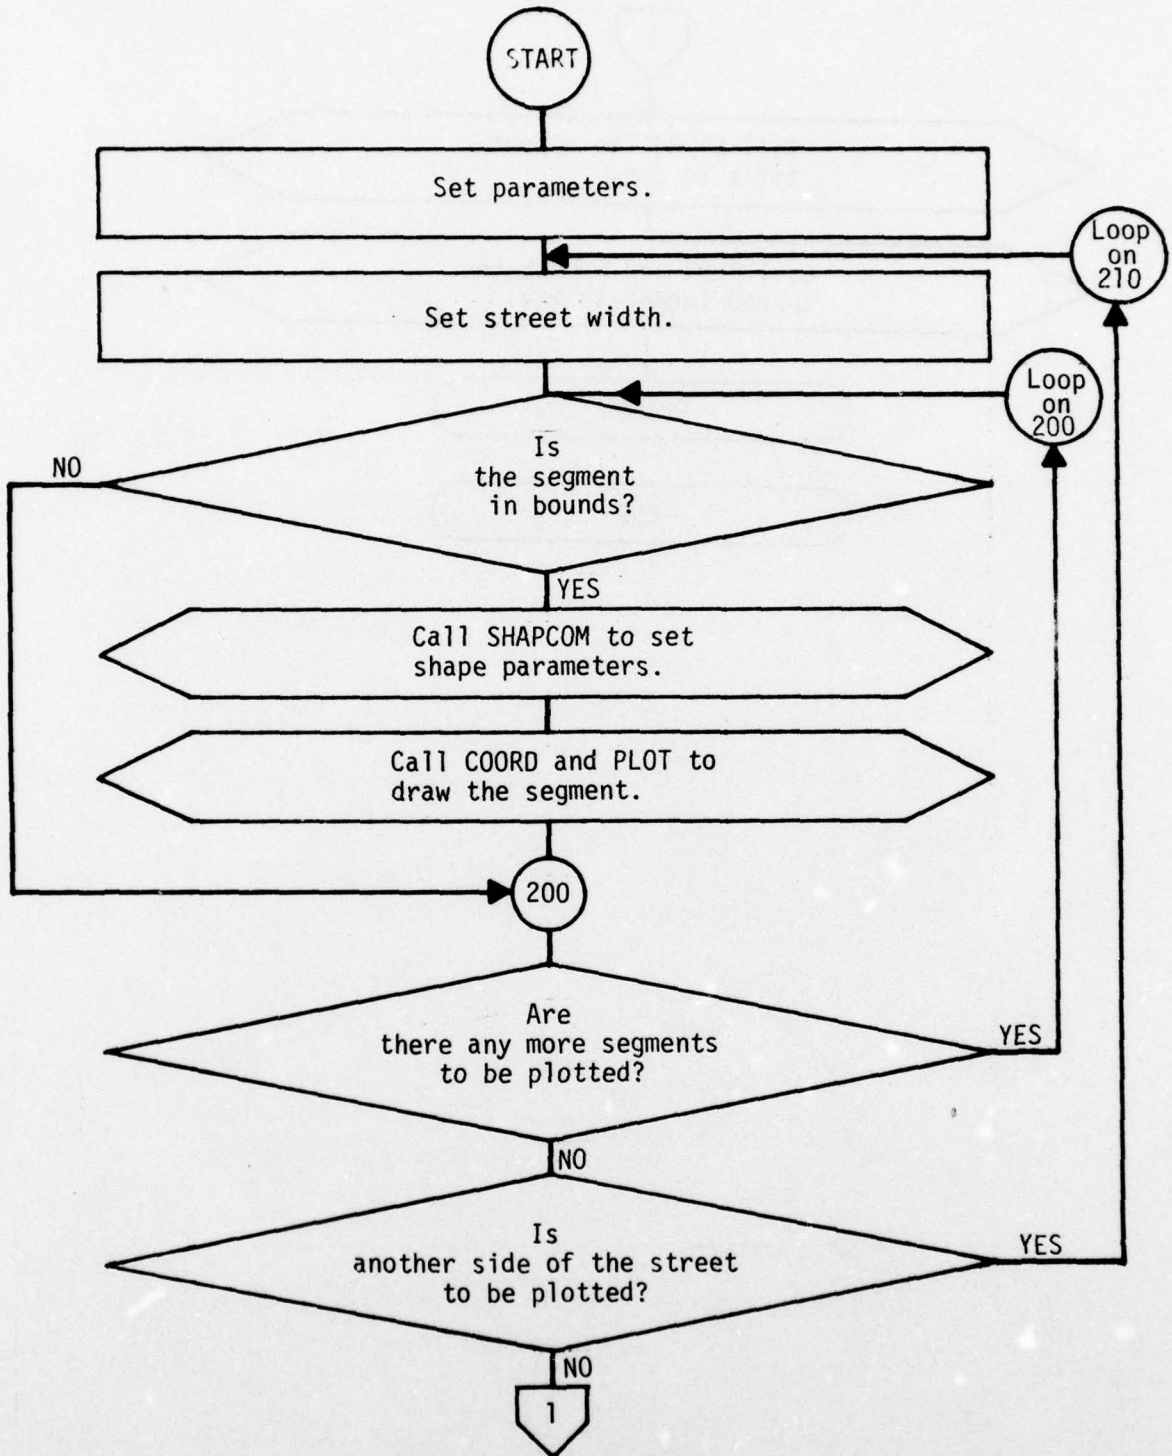 START
Set parameters.
Loop
on
210
Set street width.
Loop
on
200
Is
the segment
in bounds?
NO
YES
Call SHAPCOM to set
shape parameters.
Call COORD and PLOT to
draw the segment.
200
Are
there any more segments
to be plotted?
YES
NO
Is
another side of the street
to be plotted?
YES
NO
1